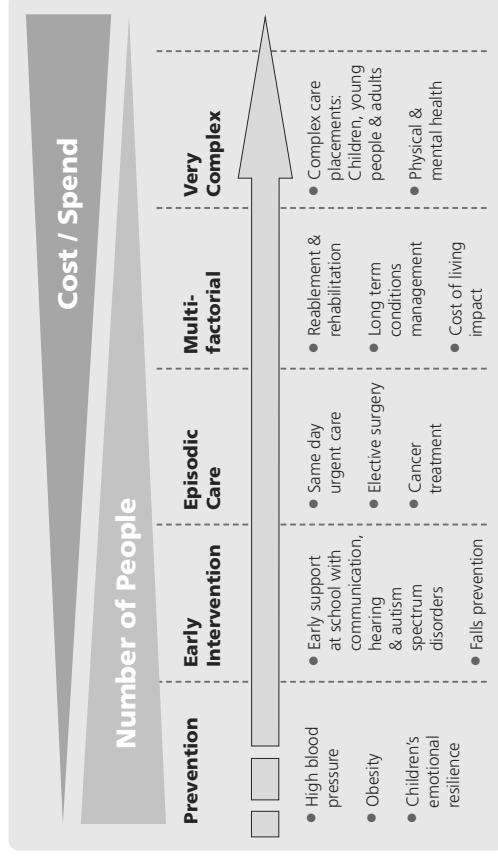 Cost / Spend
Number of People
Prevention
● High blood
pressure
● Obesity
● Children's
emotional
resilience
Early
Intervention
● Early support
at school with
communication,
hearing
& autism
spectrum
disorders
● Falls prevention
Episodic
Care
● Same day
urgent care
● Elective surgery
● Cancer
treatment
Multi-
factorial
● Reablement &
rehabilitation
● Long term
conditions
management
● Cost of living
impact
Very
Complex
● Complex care
placements:
Children, young
people & adults
● Physical &
mental health